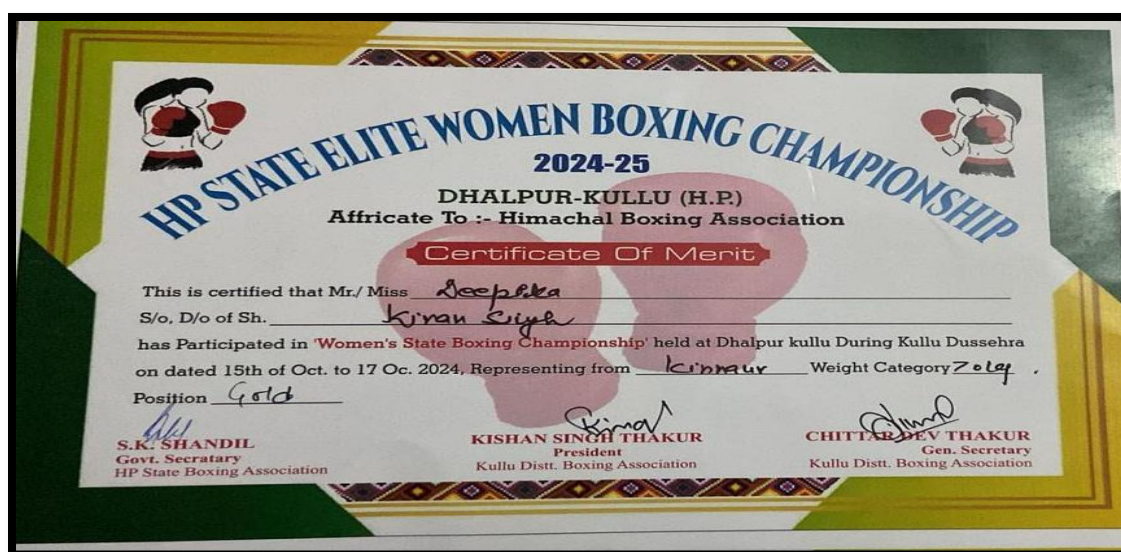 HP STATE ELITE WOMEN BOXING CHAMPIONSHIP
2024-25
DHALPUR-KULLU (H.P.)
Affricate To :- Himachal Boxing Association
Certificate Of Merit
This is certified that Mr./ Miss Deepika
S/o, D/o of Sh. Kiran Singh
has Participated in 'Women's State Boxing Championship' held at Dhalpur kullu During Kullu Dussehra
on dated 15th of Oct. to 17 Oc. 2024, Representing from Kinnaur Weight Category 70kg .
Position Gold
S.K. SHANDIL
Govt. Secratary
HP State Boxing Association
KISHAN SINGH THAKUR
President
Kullu Distt. Boxing Association
CHITTAR DEV THAKUR
Gen. Secretary
Kullu Distt. Boxing Association